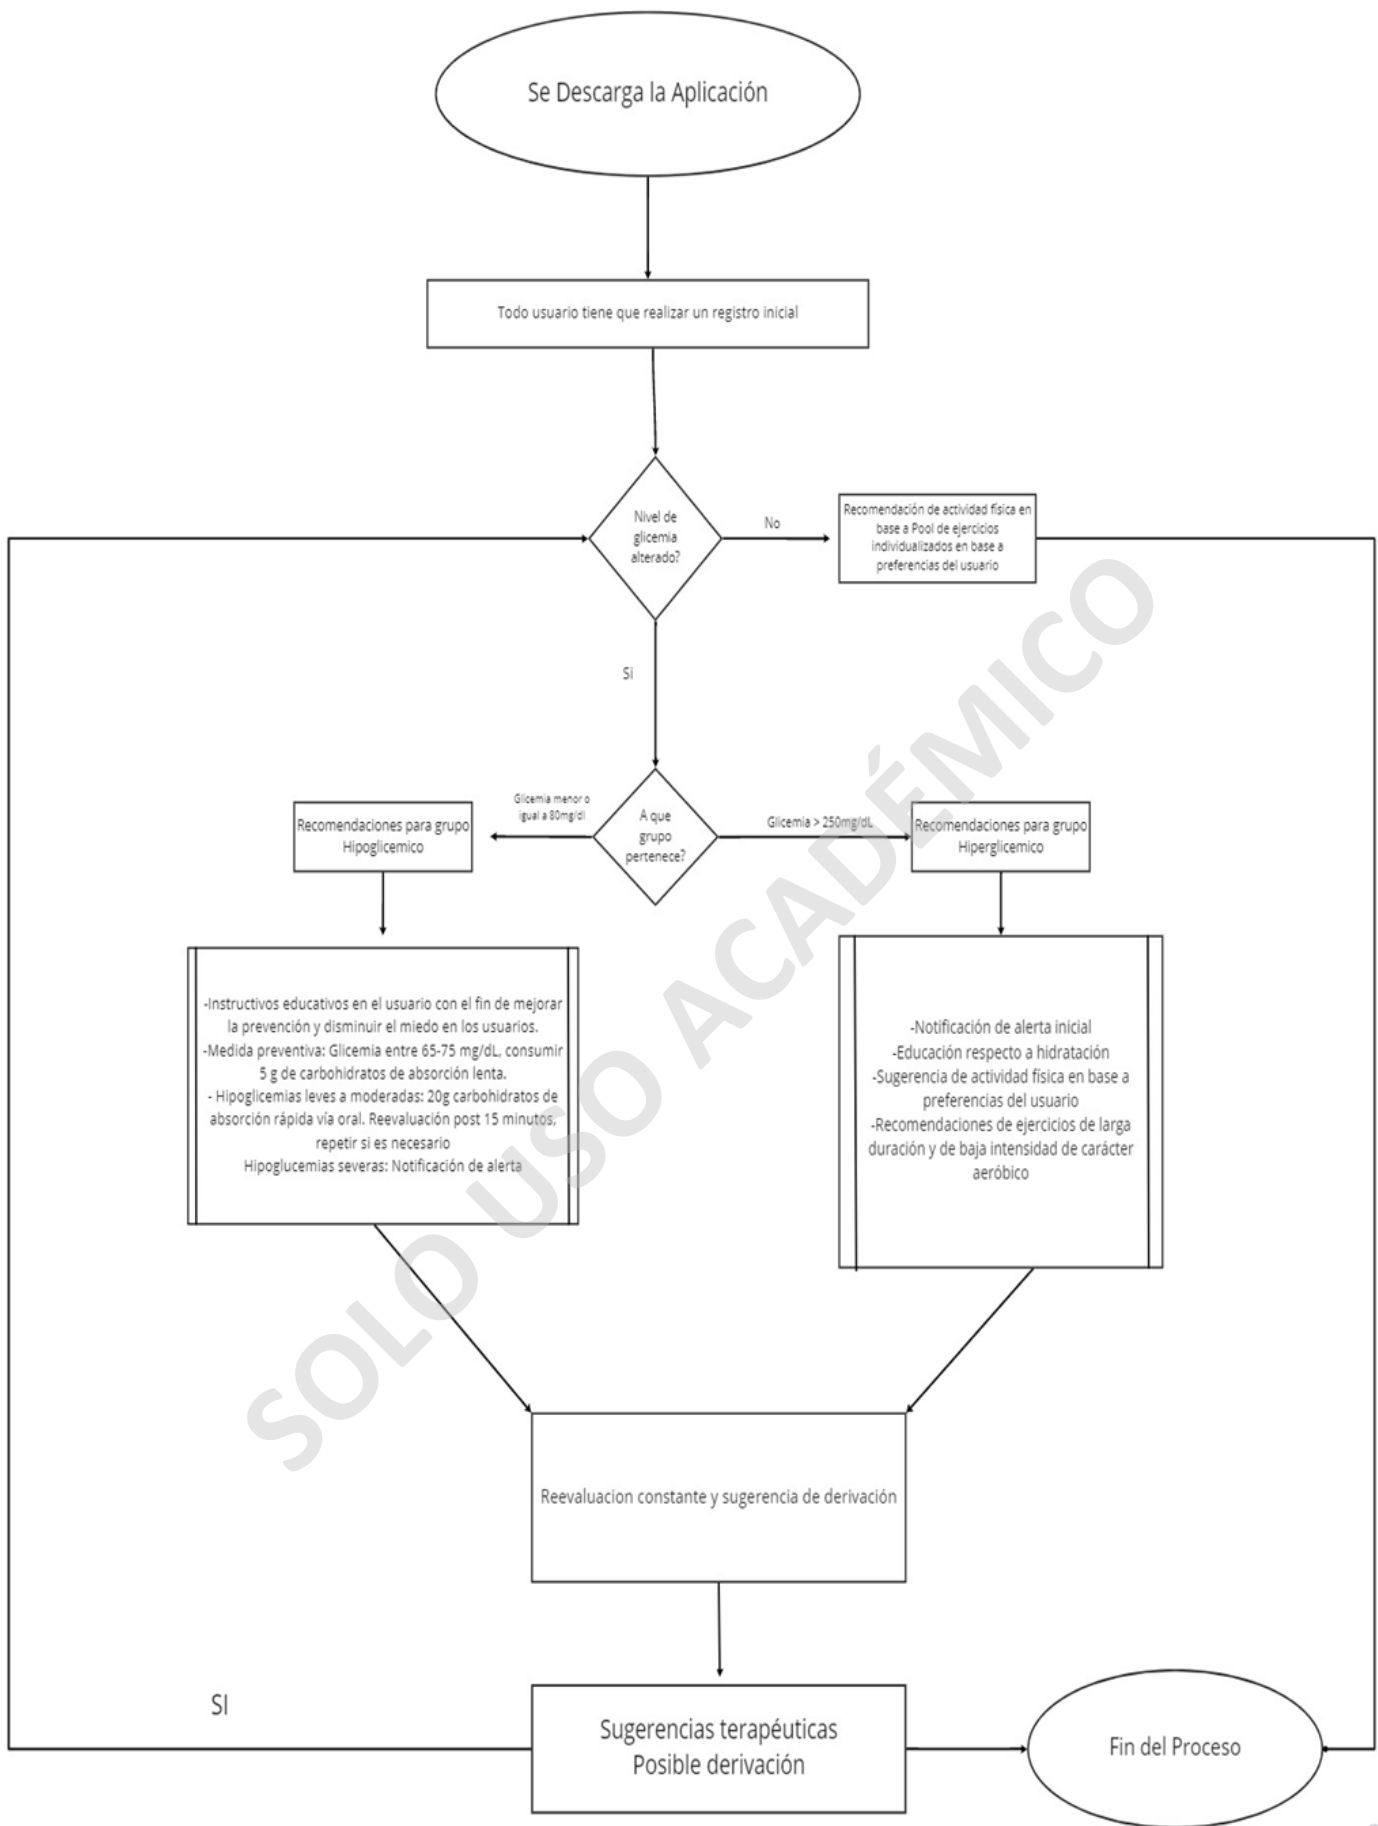 Se Descarga la Aplicación
Todo usuario tiene que realizar un registro inicial
Nivel de
glicemia
alterado?
No
Recomendación de actividad física en
base a Pool de ejercicios
individualizados en base a
preferencias del usuario
Si
Glicemia menor o
igual a 80mg/dl
A que
grupo
pertenece?
Glicemia > 250mg/dL
Recomendaciones para grupo
Hipoglicemico
Recomendaciones para grupo
Hiperglicemico
-Instructivos educativos en el usuario con el fin de mejorar
la prevención y disminuir el miedo en los usuarios.
-Medida preventiva: Glicemia entre 65-75 mg/dL, consumir
5 g de carbohidratos de absorción lenta.
- Hipoglicemias leves a moderadas: 20g carbohidratos de
absorción rápida vía oral. Reevaluación post 15 minutos,
repetir si es necesario
Hipoglucemias severas: Notificación de alerta
-Notificación de alerta inicial
-Educación respecto a hidratación
-Sugerencia de actividad física en base a
preferencias del usuario
-Recomendaciones de ejercicios de larga
duración y de baja intensidad de carácter
aeróbico
Reevaluacion constante y sugerencia de derivación
SI
Sugerencias terapéuticas
Posible derivación
Fin del Proceso
SOLO USO ACADÉMICO